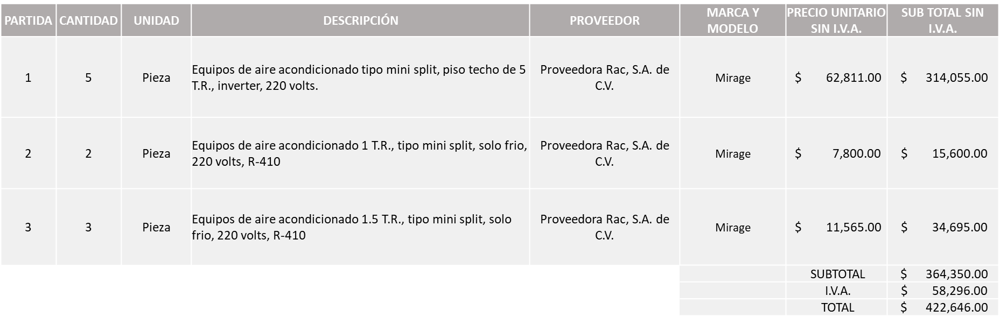 PARTIDA CANTIDAD UNIDAD DESCRIPCIÓN PROVEEDOR MARCA Y MODELO PRECIO UNITARIO SIN I.V.A. SUB TOTAL SIN I.V.A.
1 5 Pieza Equipos de aire acondicionado tipo mini split, piso techo de 5 T.R., inverter, 220 volts. Proveedora Rac, S.A. de C.V. Mirage $ 62,811.00 $ 314,055.00
2 2 Pieza Equipos de aire acondicionado 1 T.R., tipo mini split, solo frio, 220 volts, R-410 Proveedora Rac, S.A. de C.V. Mirage $ 7,800.00 $ 15,600.00
3 3 Pieza Equipos de aire acondicionado 1.5 T.R., tipo mini split, solo frio, 220 volts, R-410 Proveedora Rac, S.A. de C.V. Mirage $ 11,565.00 $ 34,695.00
SUBTOTAL $ 364,350.00
I.V.A. $ 58,296.00
TOTAL $ 422,646.00